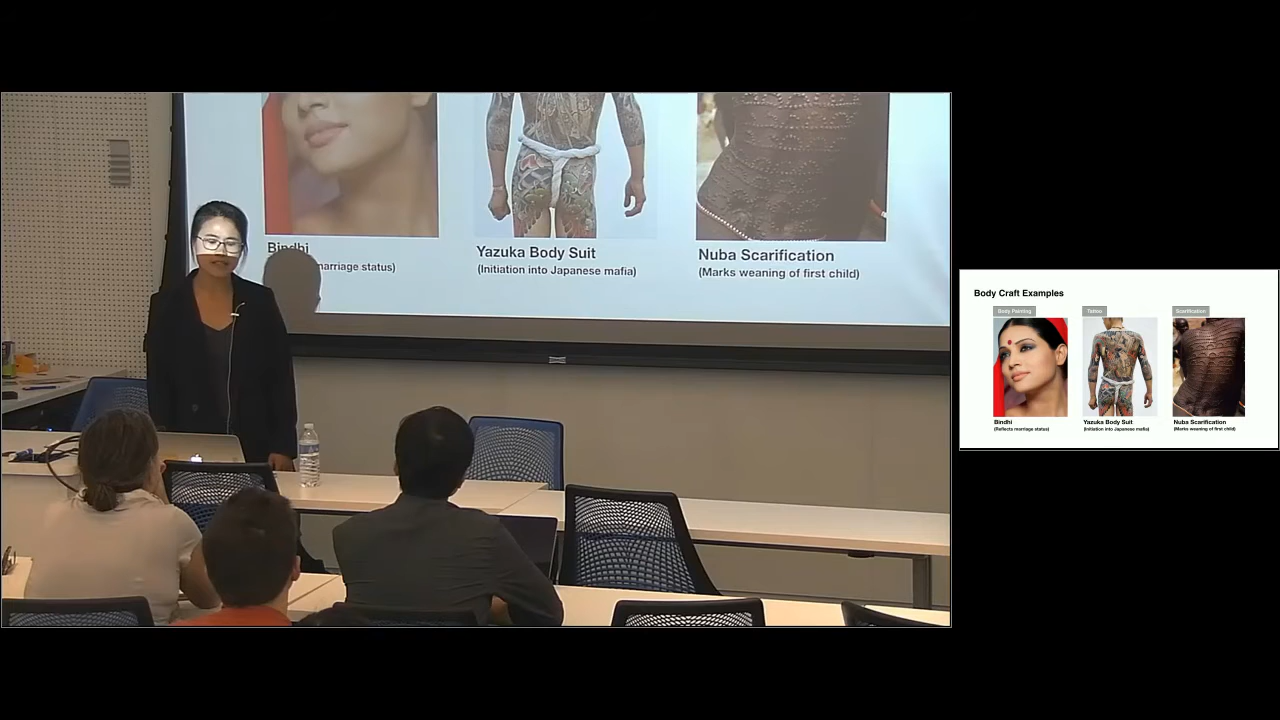 Bindhi
marriage status)
Yazuka Body Suit
(Initiation into Japanese mafia)
Nuba Scarification
(Marks weaning of first child)
Body Craft Examples
Body Painting
Tattoo
Scarification
Bindhi
(Reflects marriage status)
Yazuka Body Suit
(Initiation into Japanese mafia)
Nuba Scarification
(Marks weaning of first child)